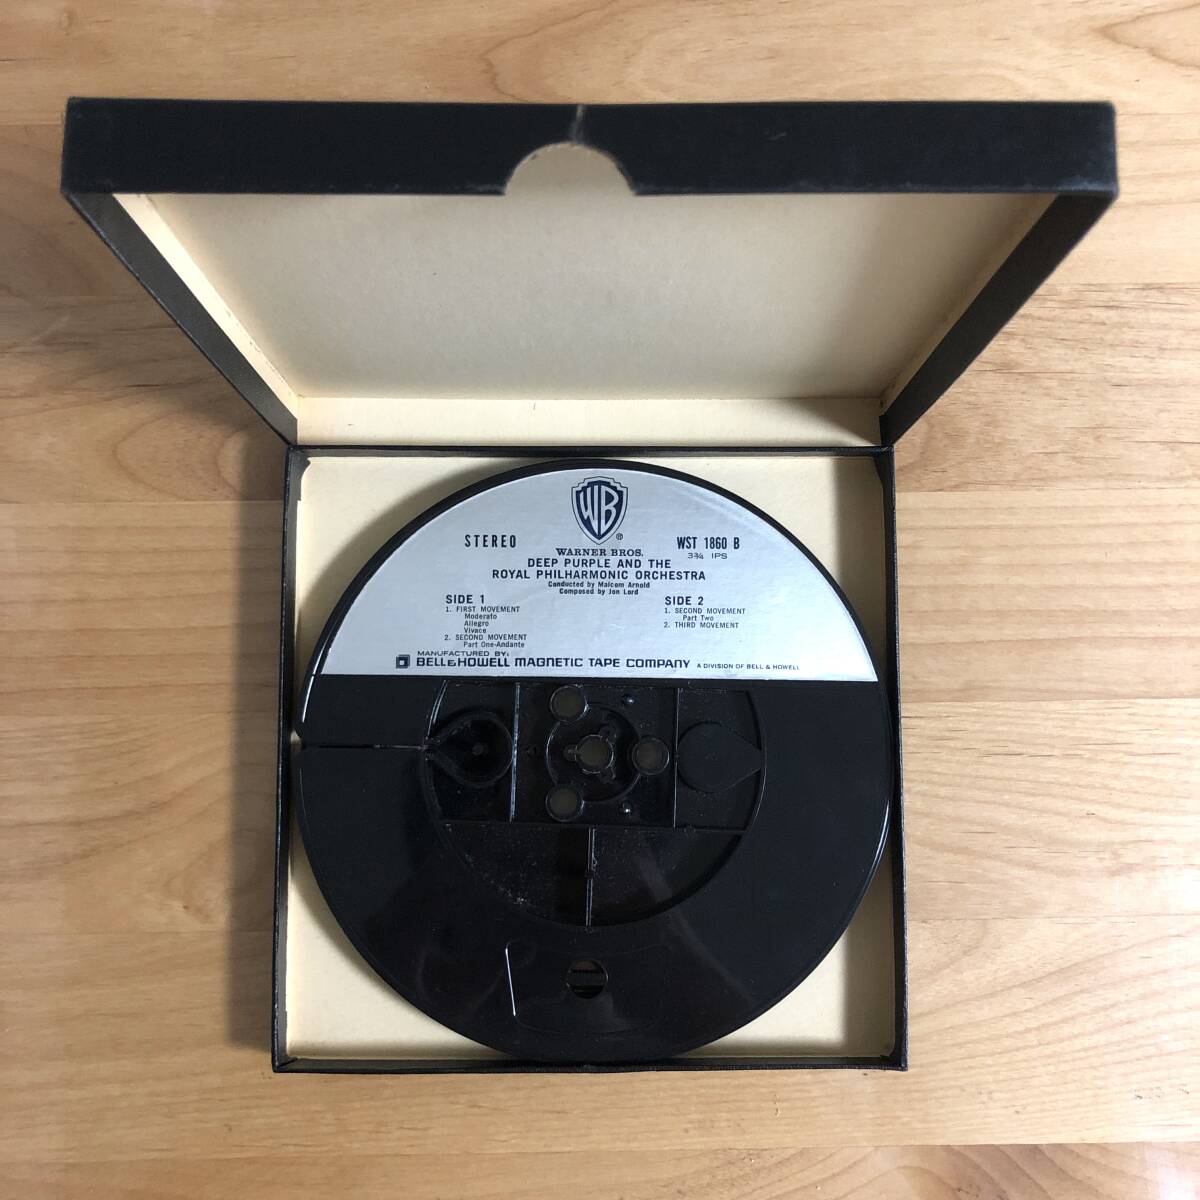 WB
®
STEREO
WARNER BROS.
WST 1860 B
3¾ IPS
DEEP PURPLE AND THE
ROYAL PHILHARMONIC ORCHESTRA
Conducted by Malcom Arnold
Composed by Jon Lord
SIDE 1
1. FIRST MOVEMENT
Moderato
Allegro
Vivace
2. SECOND MOVEMENT
Part One-Andante
SIDE 2
1. SECOND MOVEMENT
Part Two
2. THIRD MOVEMENT
MANUFACTURED BY:
BELL & HOWELL MAGNETIC TAPE COMPANY A DIVISION OF BELL & HOWELL